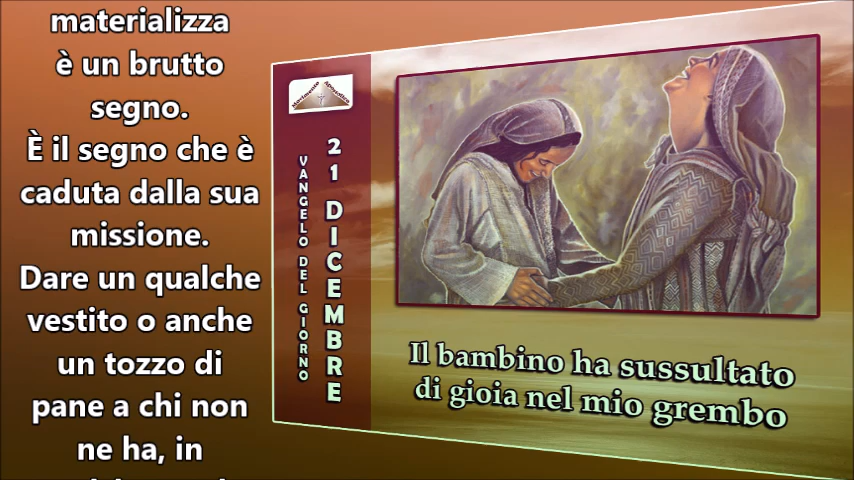 materializza
è un brutto
segno.
È il segno che è
caduta dalla sua
missione.
Dare un qualche
vestito o anche
un tozzo di
pane a chi non
ne ha, in
Movimento Apostolico
VANGELO DEL GIORNO
21 DICEMBRE
Il bambino ha sussultato
di gioia nel mio grembo